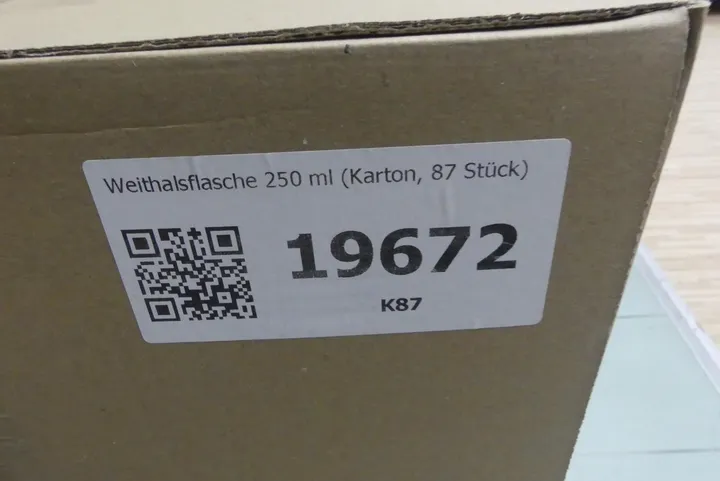 Weithalsflasche 250 ml (Karton, 87 Stück)
19672
K87